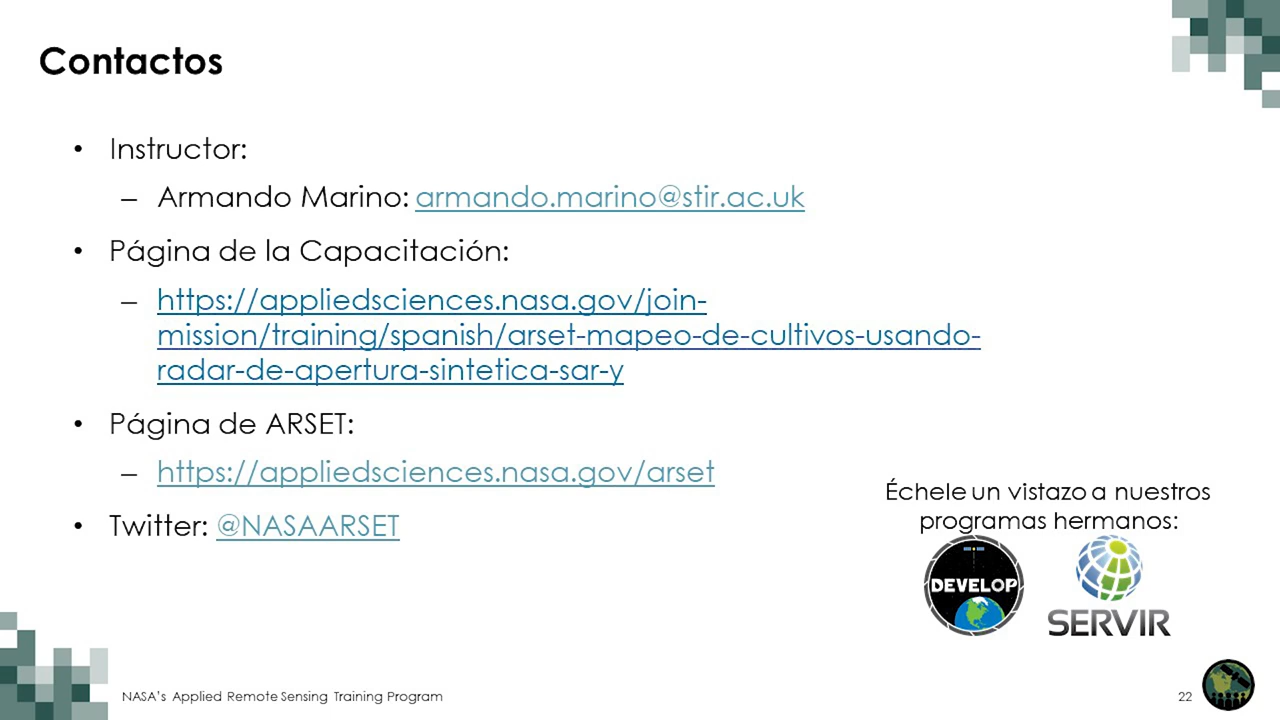 Contactos
• Instructor:
– Armando Marino: armando.marino@stir.ac.uk
• Página de la Capacitación:
– https://appliedsciences.nasa.gov/join-
mission/training/spanish/arset-mapeo-de-cultivos-usando-
radar-de-apertura-sintetica-sar-y
• Página de ARSET:
– https://appliedsciences.nasa.gov/arset
• Twitter: @NASAARSET
Échele un vistazo a nuestros
programas hermanos:
DEVELOP
SERVIR
NASA's Applied Remote Sensing Training Program
22